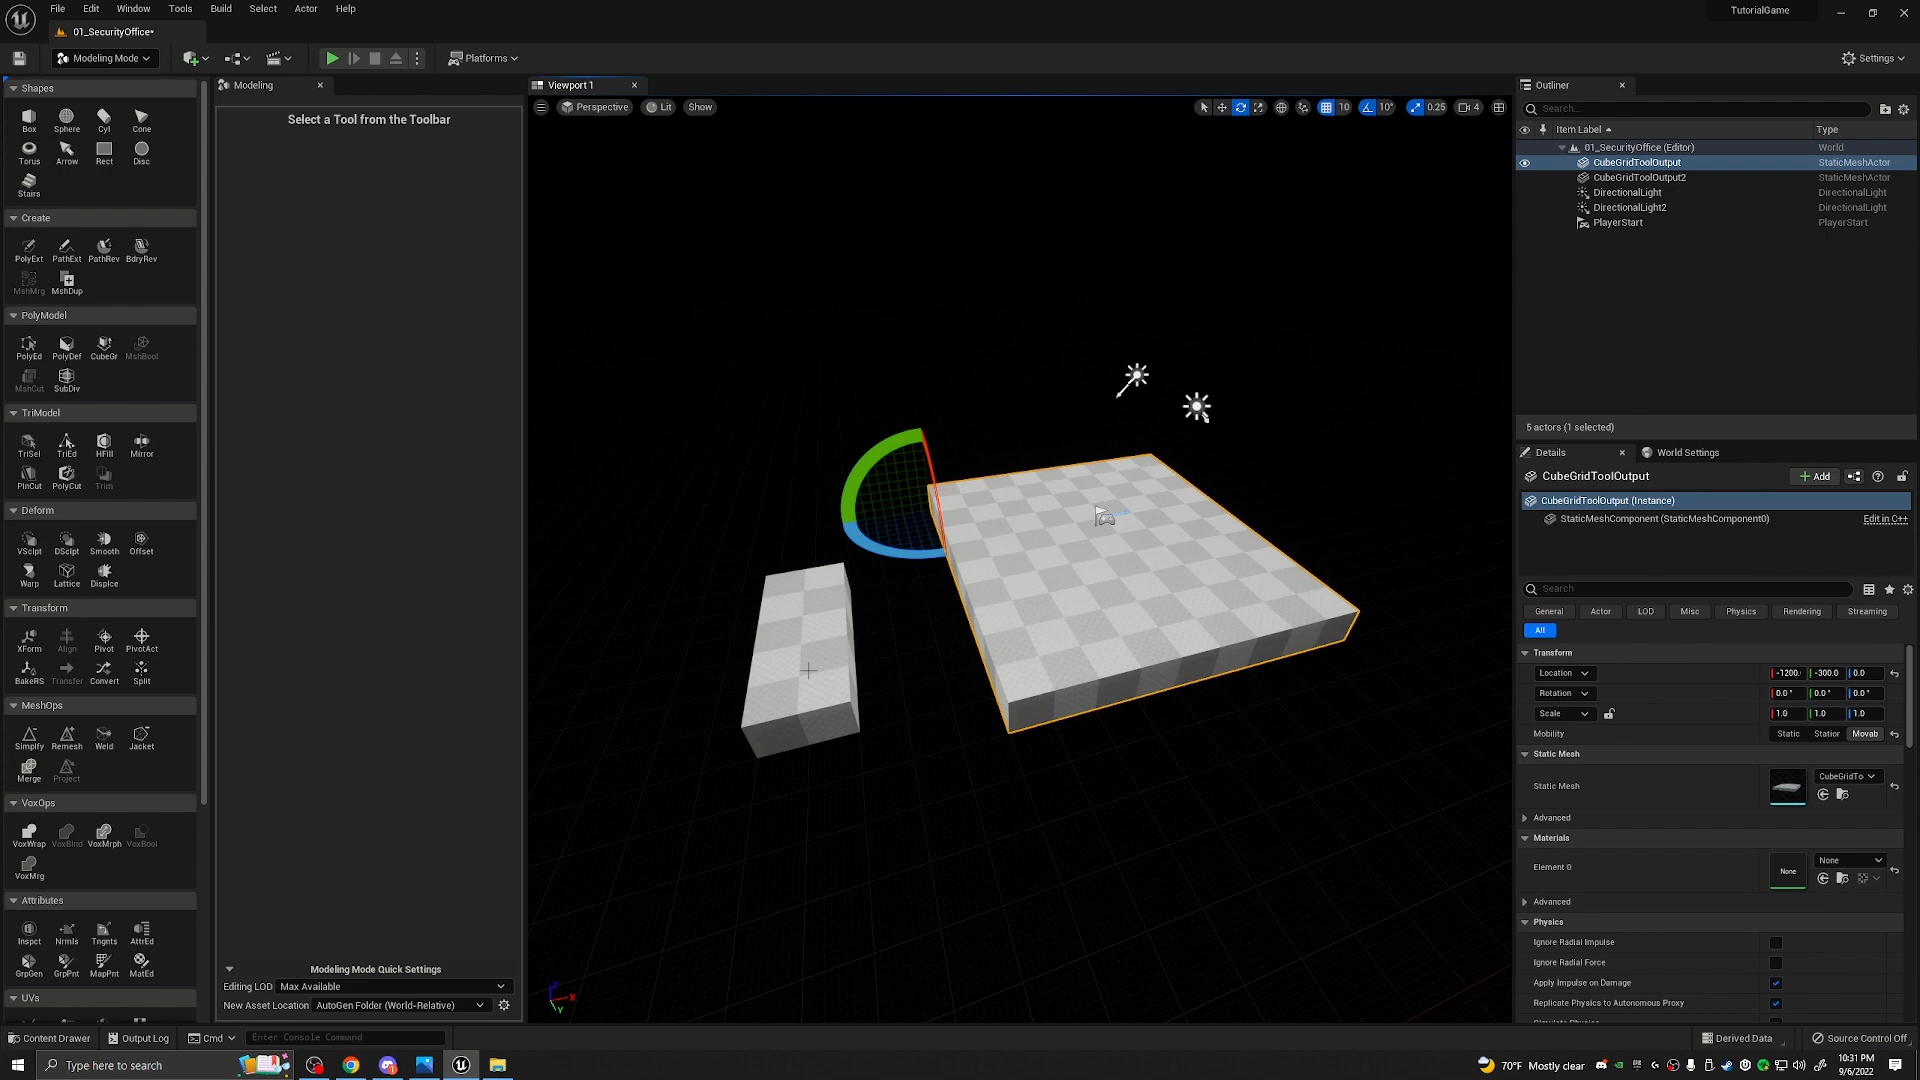 File Edit Window Tools Build Select Actor Help
TutorialGame
01_SecurityOffice•
Modeling Mode
Platforms
Settings
Shapes
Box Sphere Cyl Cone
Torus Arrow Rect Disc
Stairs
Create
PolyExt PathExt PathRev BdryRev
MshMrg MshDup
PolyModel
PolyEd PolyDef CubeGr MshBool
MshCut SubDiv
TriModel
TriSel TriEd HFill Mirror
PlnCut PolyCut Trim
Deform
VSclpt DSclpt Smooth Offset
Warp Lattice Displce
Transform
XForm Align Pivot PivotAct
BakeRS Transfer Convert Split
MeshOps
Simplfy Remesh Weld Jacket
Merge Project
VoxOps
VoxWrap VoxBlnd VoxMrph VoxBool
VoxMrg
Attributes
Inspct Nrmls Tngnts AttrEd
GrpGen GrpPnt MapPnt MatEd
UVs
Modeling
Select a Tool from the Toolbar
Modeling Mode Quick Settings
Editing LOD Max Available
New Asset Location AutoGen Folder (World-Relative)
Viewport 1
Perspective Lit Show
10 10° 0.25 4
Z X Y
Outliner
Search...
Item Label Type
01_SecurityOffice (Editor) World
CubeGridToolOutput StaticMeshActor
CubeGridToolOutput2 StaticMeshActor
DirectionalLight DirectionalLight
DirectionalLight2 DirectionalLight
PlayerStart PlayerStart
5 actors (1 selected)
Details World Settings
CubeGridToolOutput Add
CubeGridToolOutput (Instance)
StaticMeshComponent (StaticMeshComponent0) Edit in C++
Search
General Actor LOD Misc Physics Rendering Streaming
All
Transform
Location -1200. -300.0 0.0
Rotation 0.0 ° 0.0 ° 0.0 °
Scale 1.0 1.0 1.0
Mobility Static Station Movab
Static Mesh
Static Mesh CubeGridTo
Advanced
Materials
Element 0 None None
Advanced
Physics
Ignore Radial Impulse
Ignore Radial Force
Apply Impulse on Damage
Replicate Physics to Autonomous Proxy
Content Drawer Output Log Cmd Enter Console Command
Derived Data Source Control Off
Type here to search
70°F Mostly clear
10:31 PM
9/6/2022